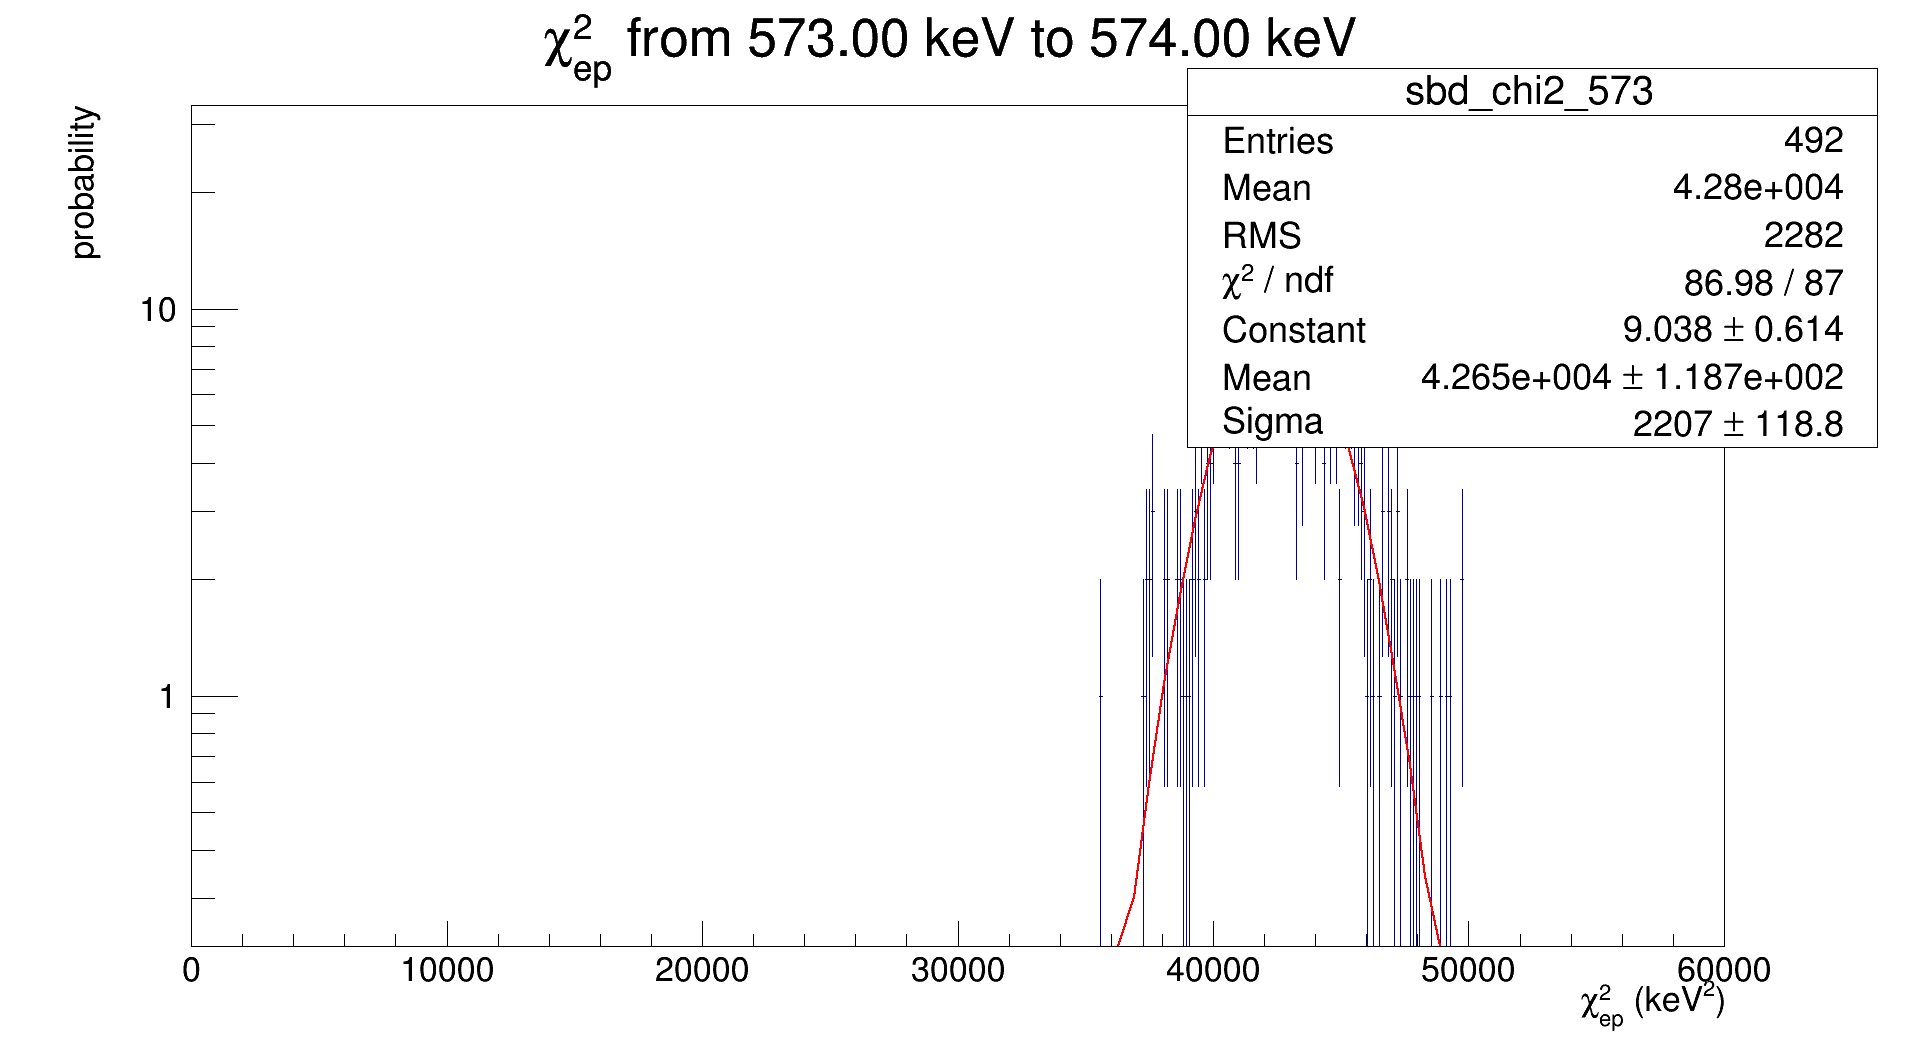 χ²ep from 573.00 keV to 574.00 keV
probability
sbd_chi2_573
Entries 492
Mean 4.28e+004
RMS 2282
χ² / ndf 86.98 / 87
Constant 9.038 ± 0.614
Mean 4.265e+004 ± 1.187e+002
Sigma 2207 ± 118.8
10
1
0 10000 20000 30000 40000 50000 60000
χ²ep (keV²)